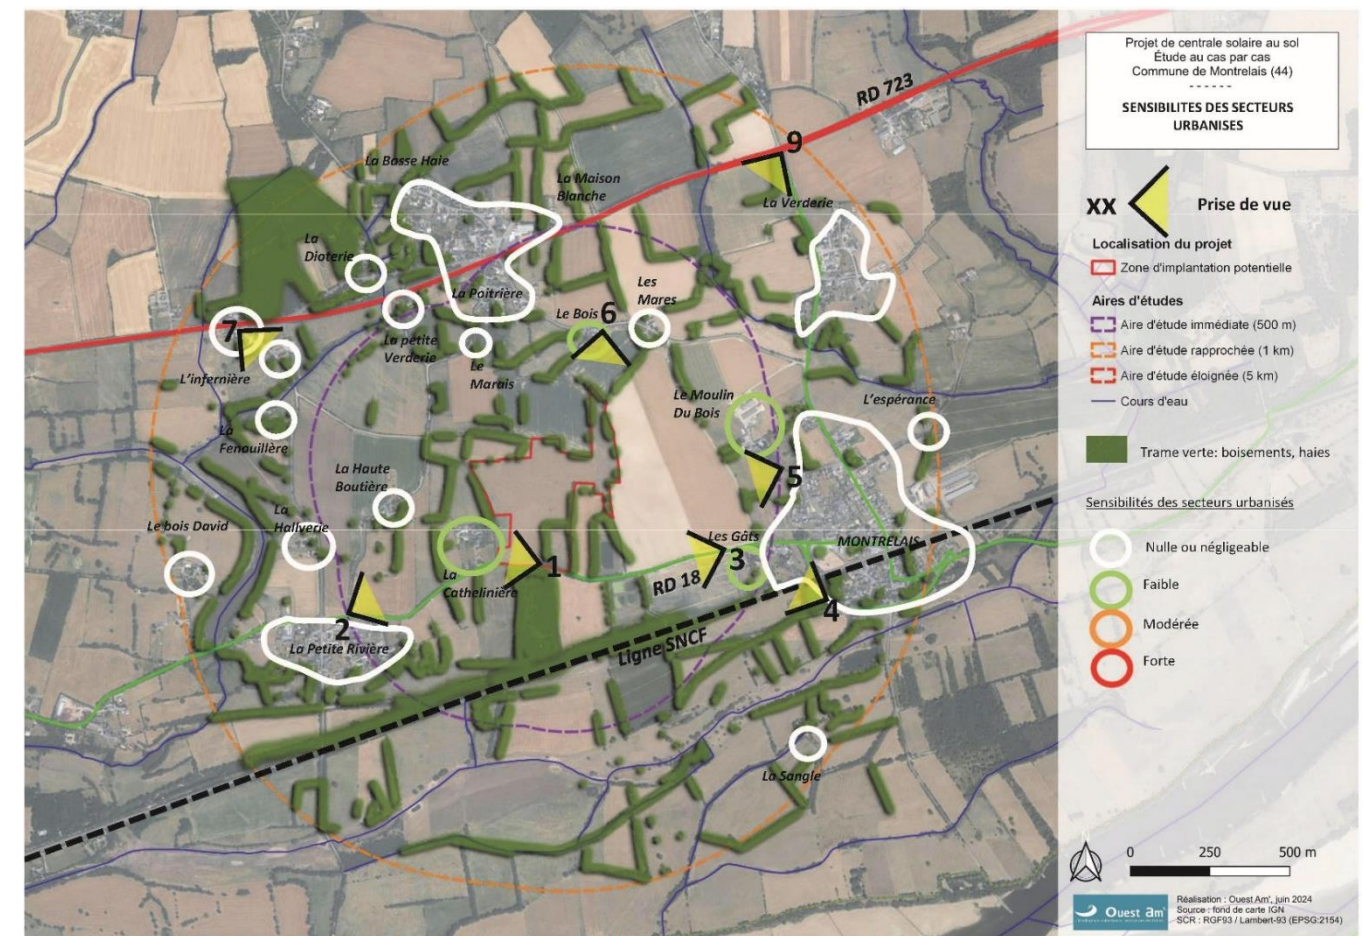 RD 723
9
La Basse Haie
La Maison
Blanche
La Verderie
La
Dioterie
La Poitrière
Les
Mares
Le Bois
6
7
La petite
Verderie
L'infernière
Le
Marais
Le Moulin
Du Bois
L'espérance
La
Fenouillère
La Haute
Boutière
5
Le bois David
La
Hallverie
Les Gâts
MONTRELAIS
1
3
RD 18
La
Cathelinière
4
2
La Petite Rivière
Ligne SNCF
La Sangle
Projet de centrale solaire au sol
Étude au cas par cas
Commune de Montrelais (44)
------
SENSIBILITES DES SECTEURS
URBANISES
XX
Prise de vue
Localisation du projet
Zone d'implantation potentielle
Aires d'études
Aire d'étude immédiate (500 m)
Aire d'étude rapprochée (1 km)
Aire d'étude éloignée (5 km)
Cours d'eau
Trame verte: boisements, haies
Sensibilités des secteurs urbanisés
Nulle ou négligeable
Faible
Modérée
Forte
0 250 500 m
Ouest Am'
Réalisation : Ouest Am', juin 2024
Source : fond de carte IGN
SCR : RGF93 / Lambert-93 (EPSG:2154)